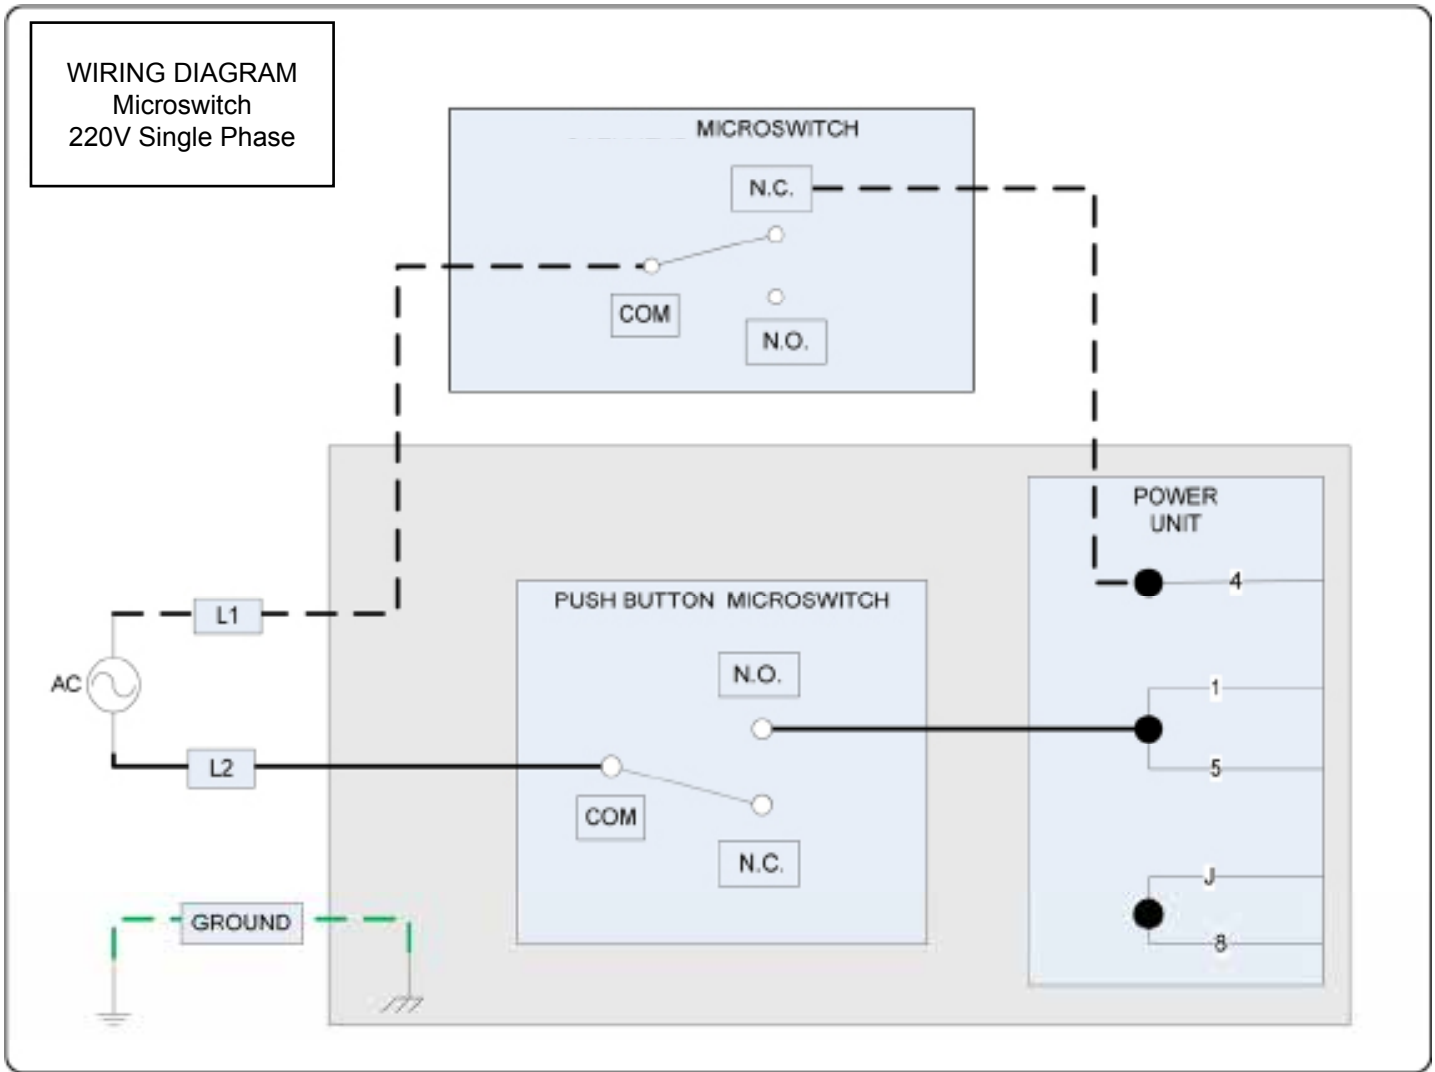 WIRING DIAGRAM
Microswitch
220V Single Phase
MICROSWITCH
N.C.
COM
N.O.
POWER
UNIT
4
PUSH BUTTON MICROSWITCH
L1
N.O.
AC
1
L2
5
COM
N.C.
J
GROUND
8